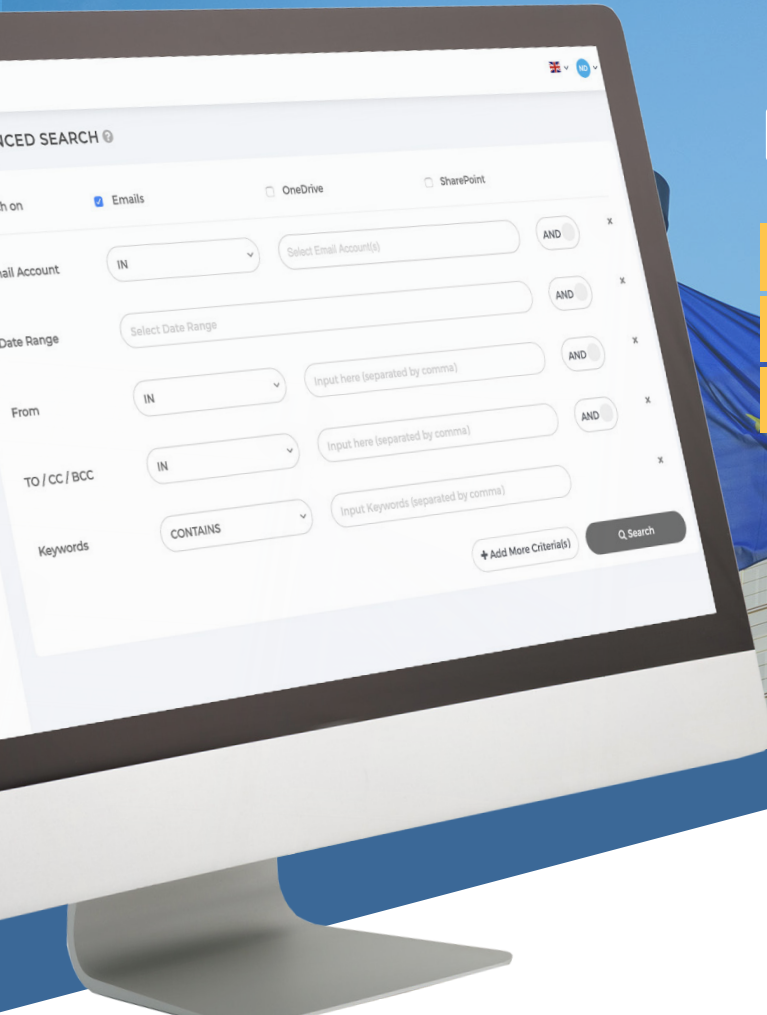 MD
NCED SEARCH
h on Emails OneDrive SharePoint
ail Account IN Select Email Account(s) AND x
Date Range Select Date Range AND x
From IN Input here (separated by comma) AND x
TO / CC / BCC IN Input here (separated by comma) AND x
Keywords CONTAINS Input Keywords (separated by comma) x
+ Add More Criteria(s) Search